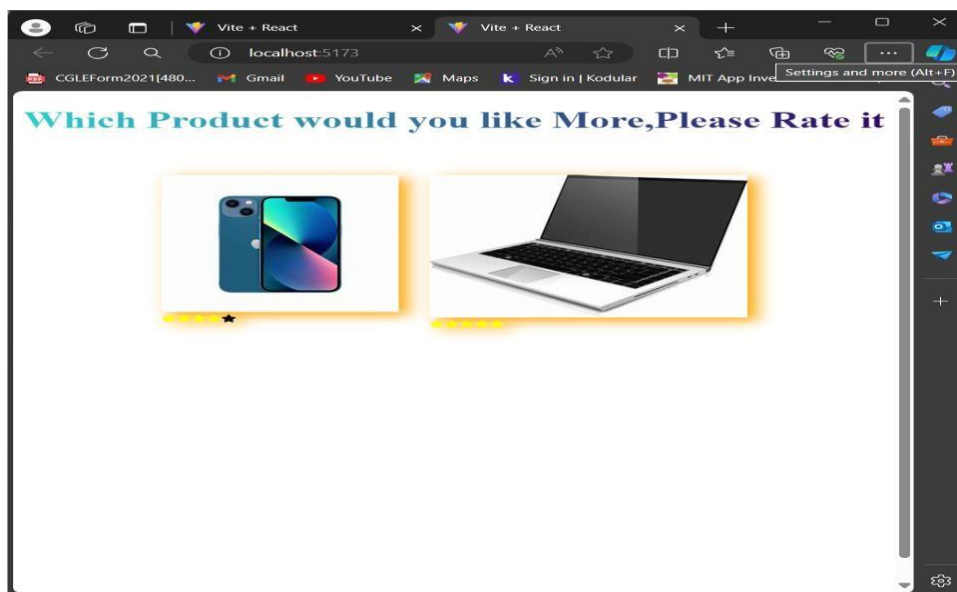 Vite + React
Vite + React
localhost:5173
CGLEForm2021[480...
Gmail
YouTube
Maps
Sign in | Kodular
MIT App Inve
Settings and more (Alt+F)
Which Product would you like More,Please Rate it